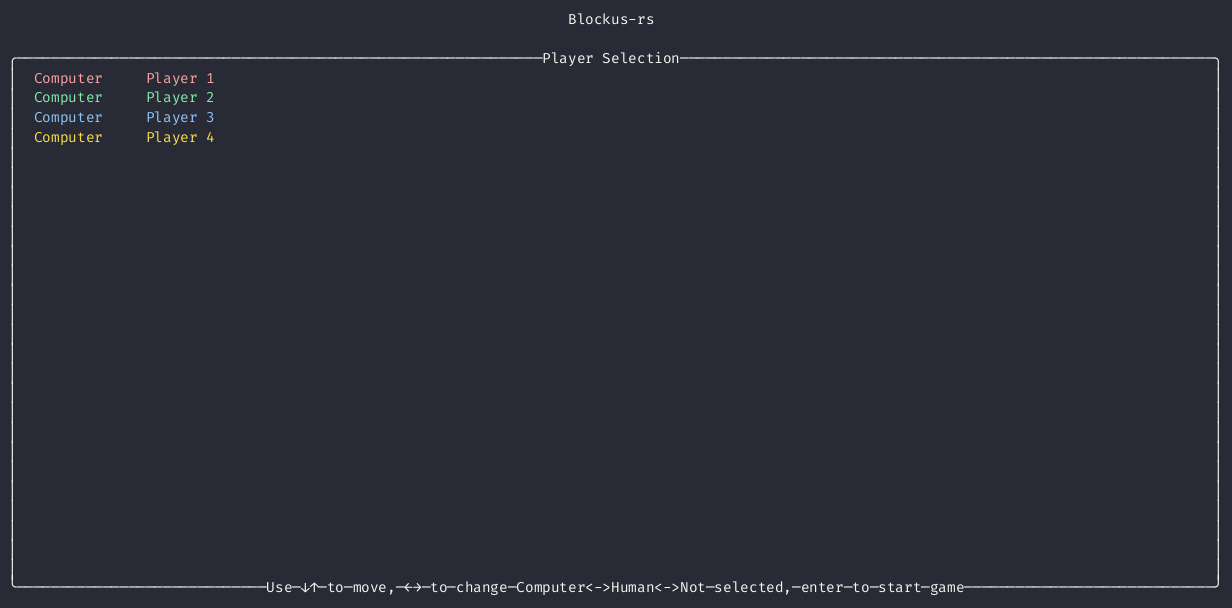 Blockus-rs
Player Selection
Computer Player 1
Computer Player 2
Computer Player 3
Computer Player 4
Use ↓↑ to move, ↔ to change Computer<->Human<->Not selected, enter to start game